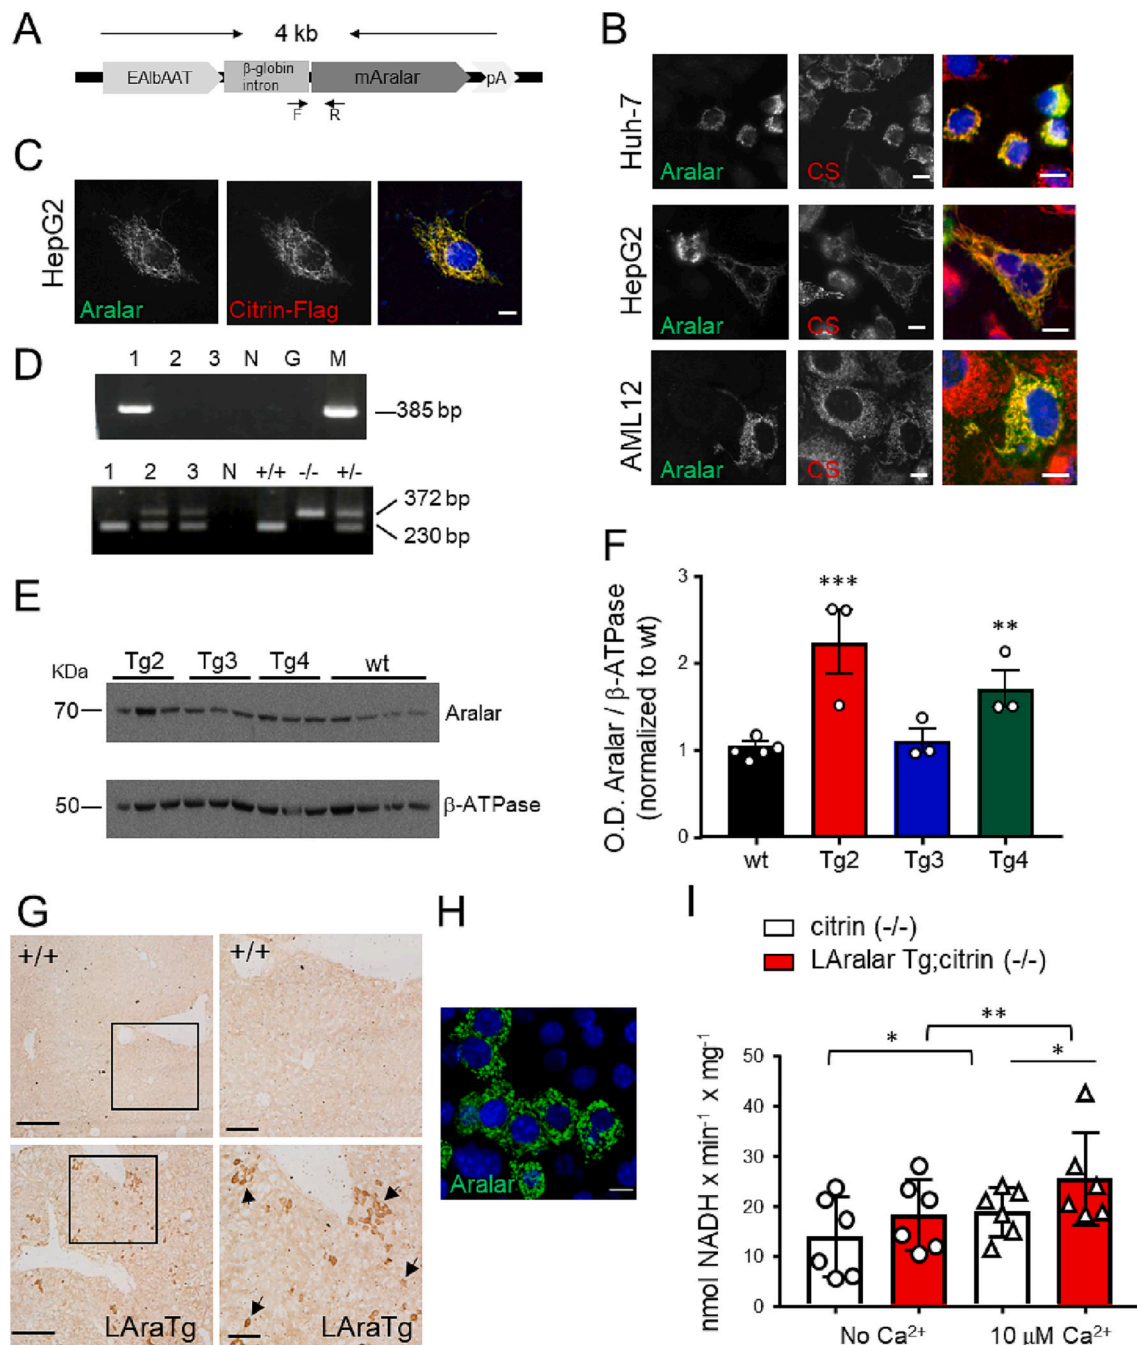 A
4 kb
EAlbAAT
β-globin
intron
mAralar
pA
F
R
B
Huh-7
Aralar
CS
HepG2
Aralar
CS
AML12
Aralar
CS
C
HepG2
Aralar
Citrin-Flag
D
1 2 3 N G M
385 bp
1 2 3 N +/+ -/- +/-
372 bp
230 bp
E
KDa
Tg2 Tg3 Tg4 wt
70
Aralar
50
β-ATPase
F
O.D. Aralar / β-ATPase
(normalized to wt)
3
2
1
0
***
**
wt Tg2 Tg3 Tg4
G
+/+
+/+
LAraTg
LAraTg
H
Aralar
I
citrin (-/-)
LAralar Tg;citrin (-/-)
nmol NADH x min⁻¹ x mg⁻¹
50
40
30
20
10
0
*
**
*
No Ca²⁺
10 μM Ca²⁺